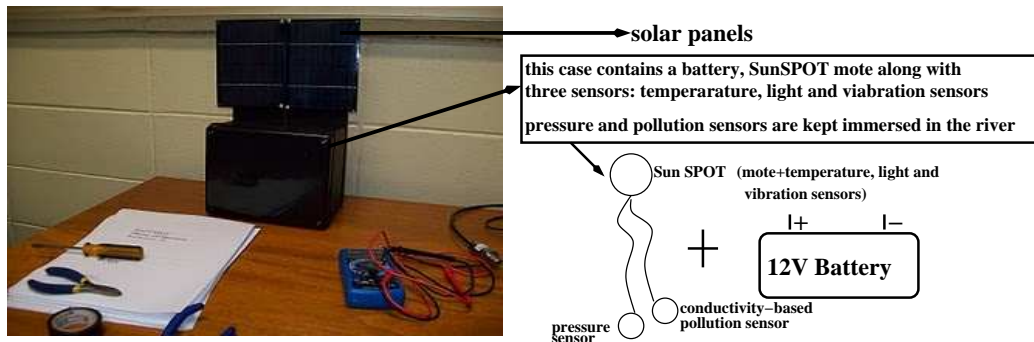 solar panels
this case contains a battery, SunSPOT mote along with
three sensors: temperarature, light and viabration sensors
pressure and pollution sensors are kept immersed in the river
Sun SPOT (mote+temperature, light and
vibration sensors)
+ −
+
12V Battery
conductivity−based
pollution sensor
pressure
sensor